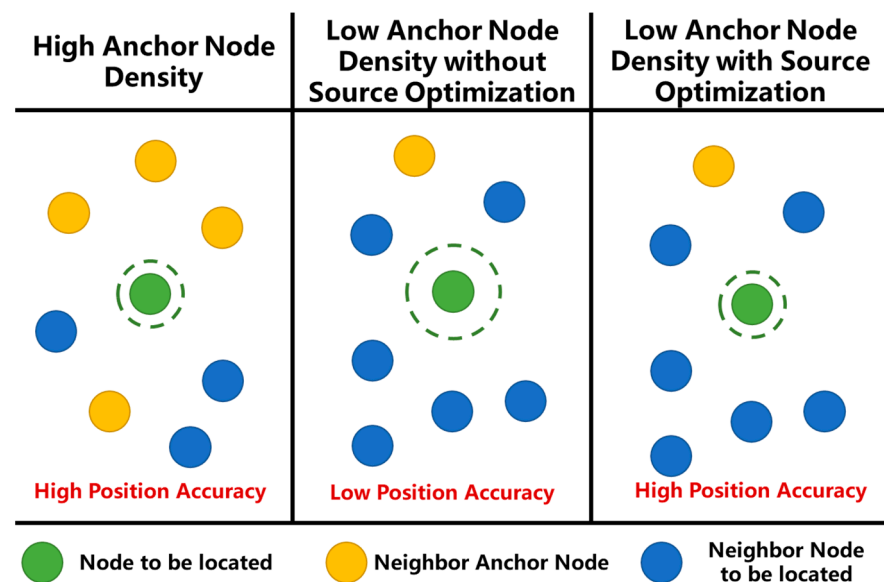 High Anchor Node
Density
Low Anchor Node
Density without
Source Optimization
Low Anchor Node
Density with Source
Optimization
High Position Accuracy
Low Position Accuracy
High Position Accuracy
Node to be located
Neighbor Anchor Node
Neighbor Node
to be located